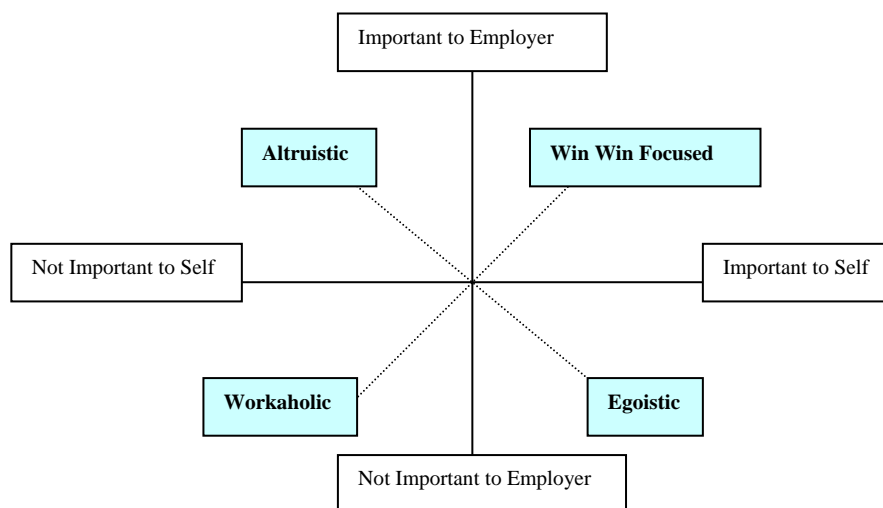 Important to Employer
Altruistic
Win Win Focused
Not Important to Self
Important to Self
Workaholic
Egoistic
Not Important to Employer